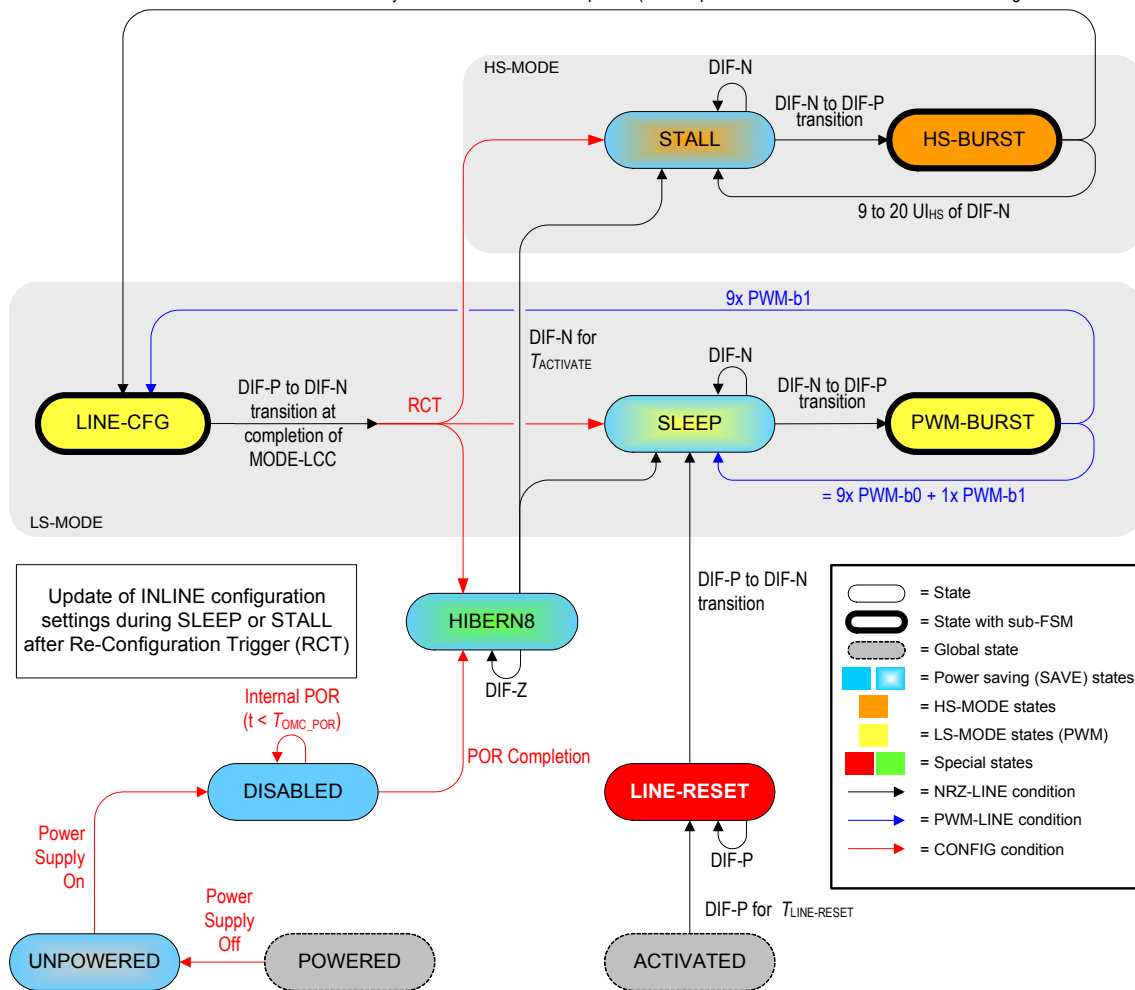 HS-MODE
DIF-N
DIF-N to DIF-P
transition
STALL
HS-BURST
9 to 20 UIHS of DIF-N
9x PWM-b1
DIF-N for
TACTIVATE
DIF-N
DIF-P to DIF-N
transition at
completion of
MODE-LCC
RCT
DIF-N to DIF-P
transition
LINE-CFG
SLEEP
PWM-BURST
= 9x PWM-b0 + 1x PWM-b1
LS-MODE
Update of INLINE configuration
settings during SLEEP or STALL
after Re-Configuration Trigger (RCT)
DIF-P to DIF-N
transition
HIBERN8
DIF-Z
Internal POR
(t < TOMC_POR)
POR Completion
DISABLED
LINE-RESET
DIF-P
Power
Supply
On
Power
Supply
Off
DIF-P for TLINE-RESET
UNPOWERED
POWERED
ACTIVATED
= State
= State with sub-FSM
= Global state
= Power saving (SAVE) states
= HS-MODE states
= LS-MODE states (PWM)
= Special states
= NRZ-LINE condition
= PWM-LINE condition
= CONFIG condition